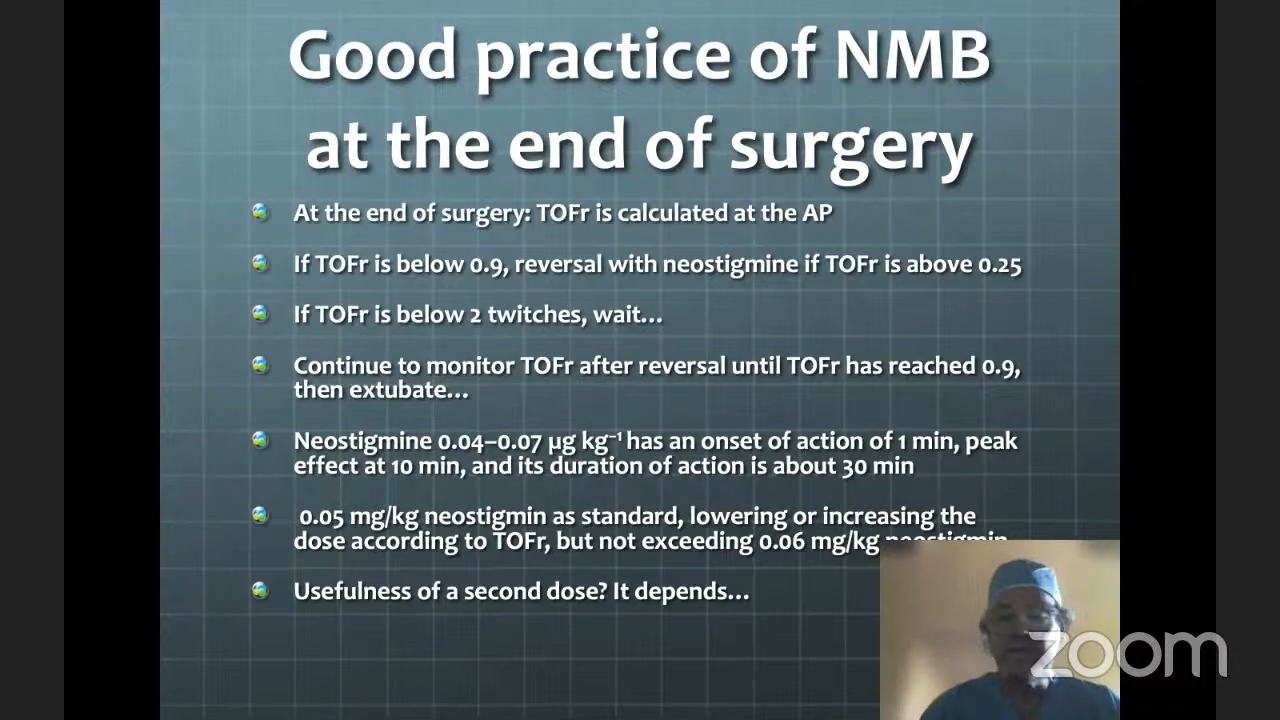 Good practice of NMB
at the end of surgery
At the end of surgery: TOFr is calculated at the AP
If TOFr is below 0.9, reversal with neostigmine if TOFr is above 0.25
If TOFr is below 2 twitches, wait…
Continue to monitor TOFr after reversal until TOFr has reached 0.9,
then extubate…
Neostigmine 0.04–0.07 µg kg⁻¹ has an onset of action of 1 min, peak
effect at 10 min, and its duration of action is about 30 min
0.05 mg/kg neostigmin as standard, lowering or increasing the
dose according to TOFr, but not exceeding 0.06 mg/kg neostigmin
Usefulness of a second dose? It depends…
zoom